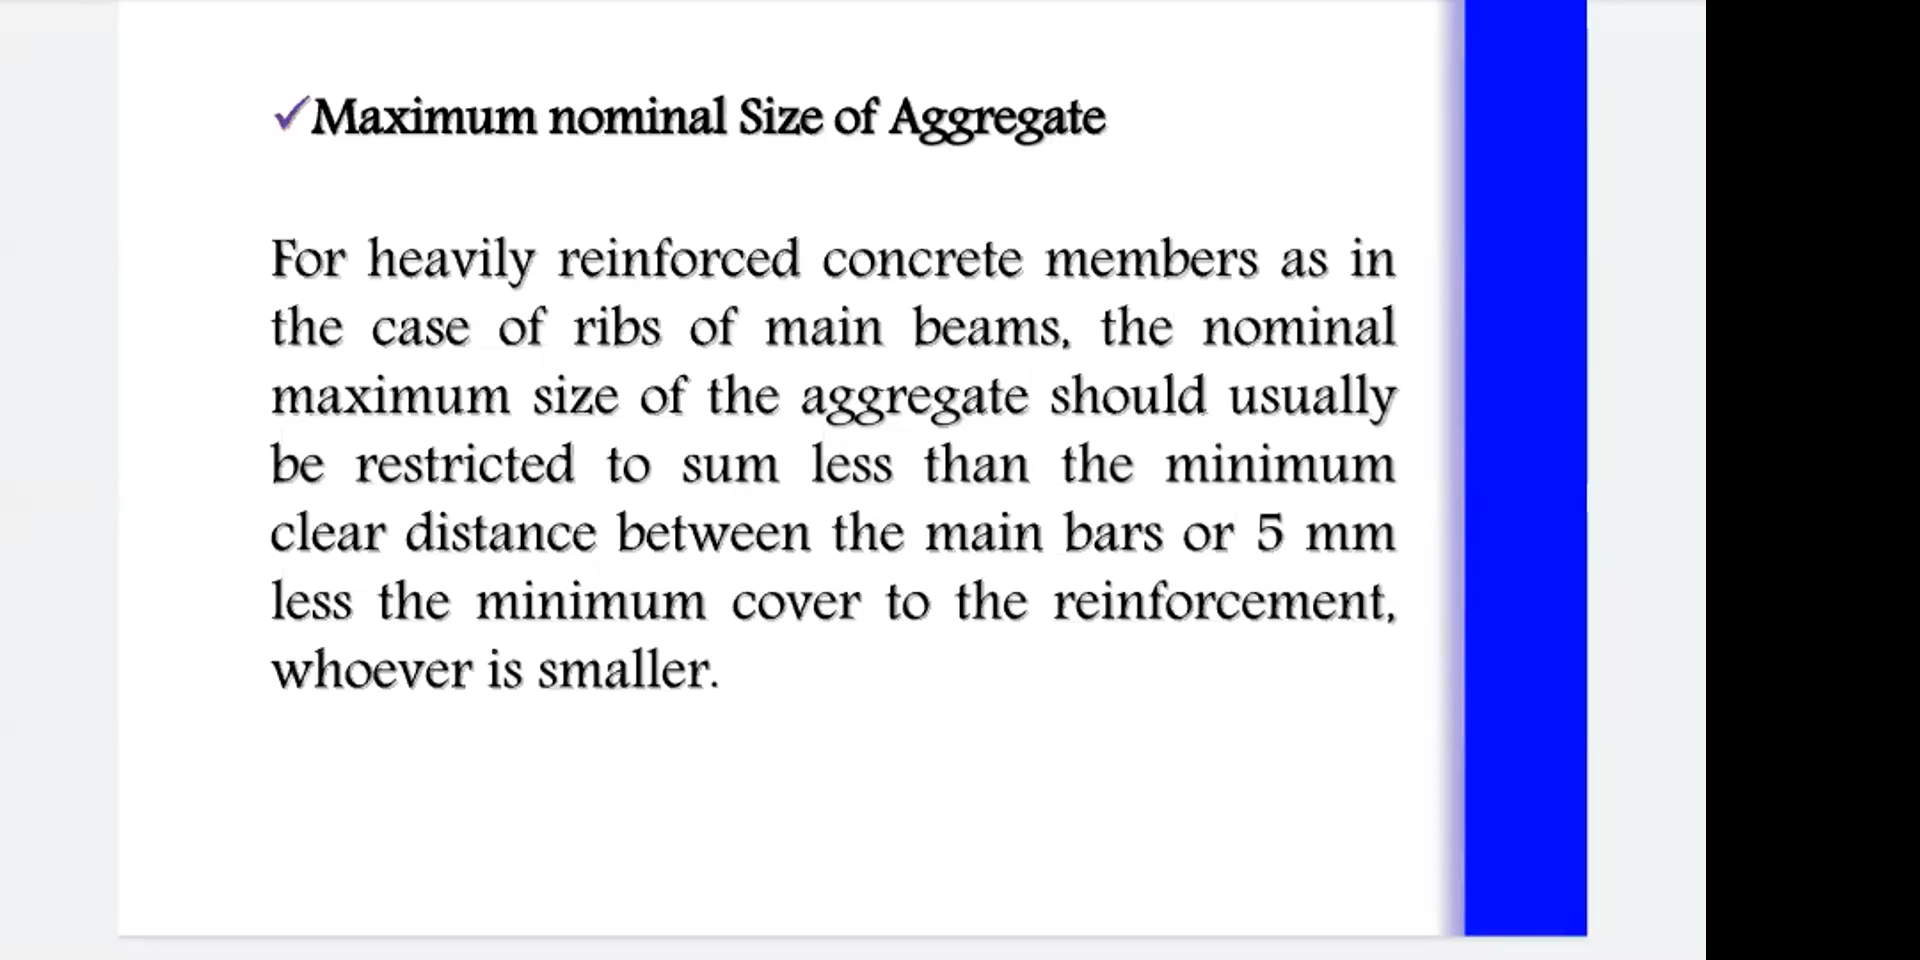 ✓Maximum nominal Size of Aggregate
For heavily reinforced concrete members as in
the case of ribs of main beams, the nominal
maximum size of the aggregate should usually
be restricted to sum less than the minimum
clear distance between the main bars or 5 mm
less the minimum cover to the reinforcement,
whoever is smaller.